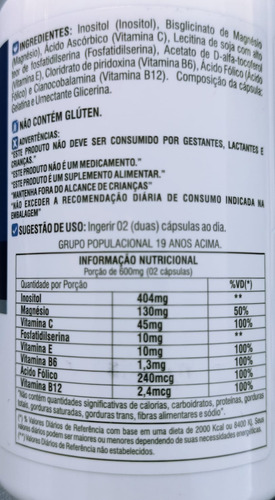 INGREDIENTES: Inositol (Inositol), Bisglicinato de Magnésio
(Magnésio), Ácido Ascórbico (Vitamina C), Lecitina de soja com alto
teor de fosfatidilserina (Fosfatidilserina), Acetato de D-alfa-tocoferol
(Vitamina E), Cloridrato de piridoxina (Vitamina B6), Ácido Fólico (Ácido
Fólico) e Cianocobalamina (Vitamina B12). Composição da cápsula:
Gelatina e Umectante Glicerina.
NÃO CONTÉM GLÚTEN.
ADVERTÊNCIAS:
"ESTE PRODUTO NÃO DEVE SER CONSUMIDO POR GESTANTES, LACTANTES E
CRIANÇAS."
"ESTE PRODUTO NÃO É UM MEDICAMENTO."
"ESTE PRODUTO É UM SUPLEMENTO ALIMENTAR."
"MANTENHA FORA DO ALCANCE DE CRIANÇAS"
"NÃO EXCEDER A RECOMENDAÇÃO DIÁRIA DE CONSUMO INDICADA NA
EMBALAGEM"
SUGESTÃO DE USO: Ingerir 02 (duas) cápsulas ao dia.
GRUPO POPULACIONAL 19 ANOS ACIMA.
INFORMAÇÃO NUTRICIONAL
Porção de 600mg (02 cápsulas)
Quantidade por Porção %VD(*)
Inositol 404mg **
Magnésio 130mg 50%
Vitamina C 45mg 100%
Fosfatidilserina 10mg **
Vitamina E 10mg 100%
Vitamina B6 1,3mg 100%
Ácido Fólico 240mcg 100%
Vitamina B12 2,4mcg 100%
"Não contém quantidades significativas de calorias, carboidratos, proteínas, gorduras
totais, gorduras saturadas, gorduras trans, fibras alimentares e sódio".
(*) % Valores Diários de Referência com base em uma dieta de 2000 Kcal ou 8400 Kj. Seus
valores diários podem ser maiores ou menores dependendo de suas necessidades energéticas.
(**) Valores Diários de Referência não estabelecidos.